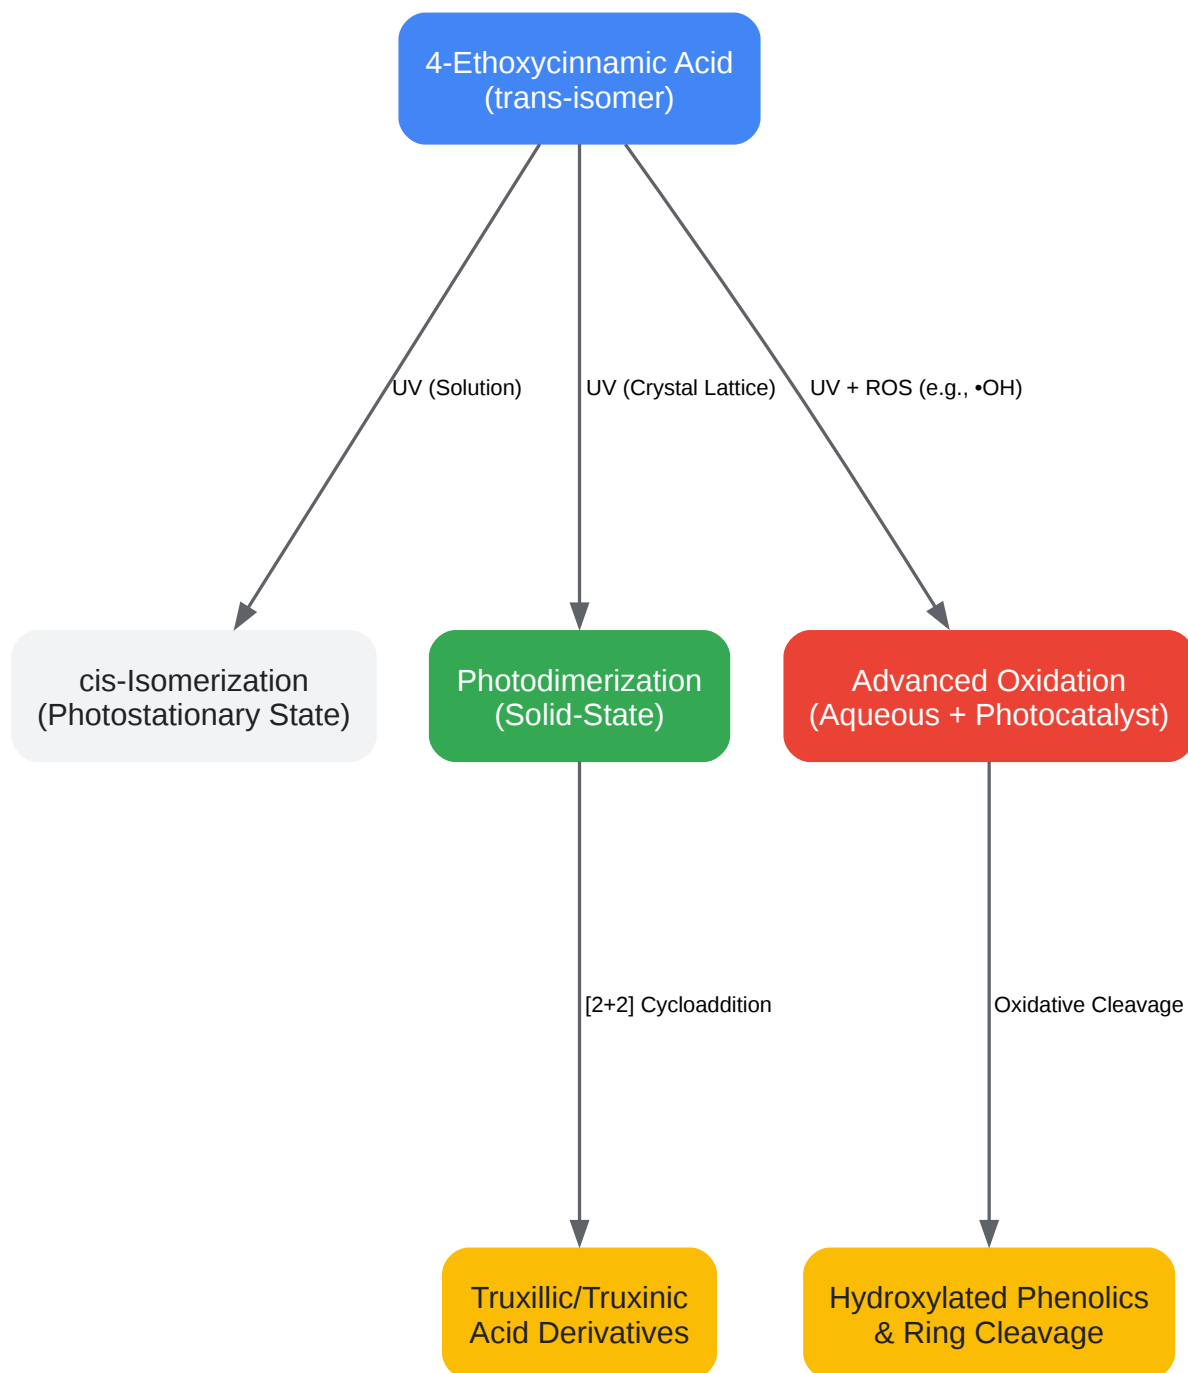 4-Ethoxycinnamic Acid
(trans-isomer)
UV (Solution)
UV (Crystal Lattice)
UV + ROS (e.g., •OH)
cis-Isomerization
(Photostationary State)
Photodimerization
(Solid-State)
Advanced Oxidation
(Aqueous + Photocatalyst)
[2+2] Cycloaddition
Oxidative Cleavage
Truxillic/Truxinic
Acid Derivatives
Hydroxylated Phenolics
& Ring Cleavage